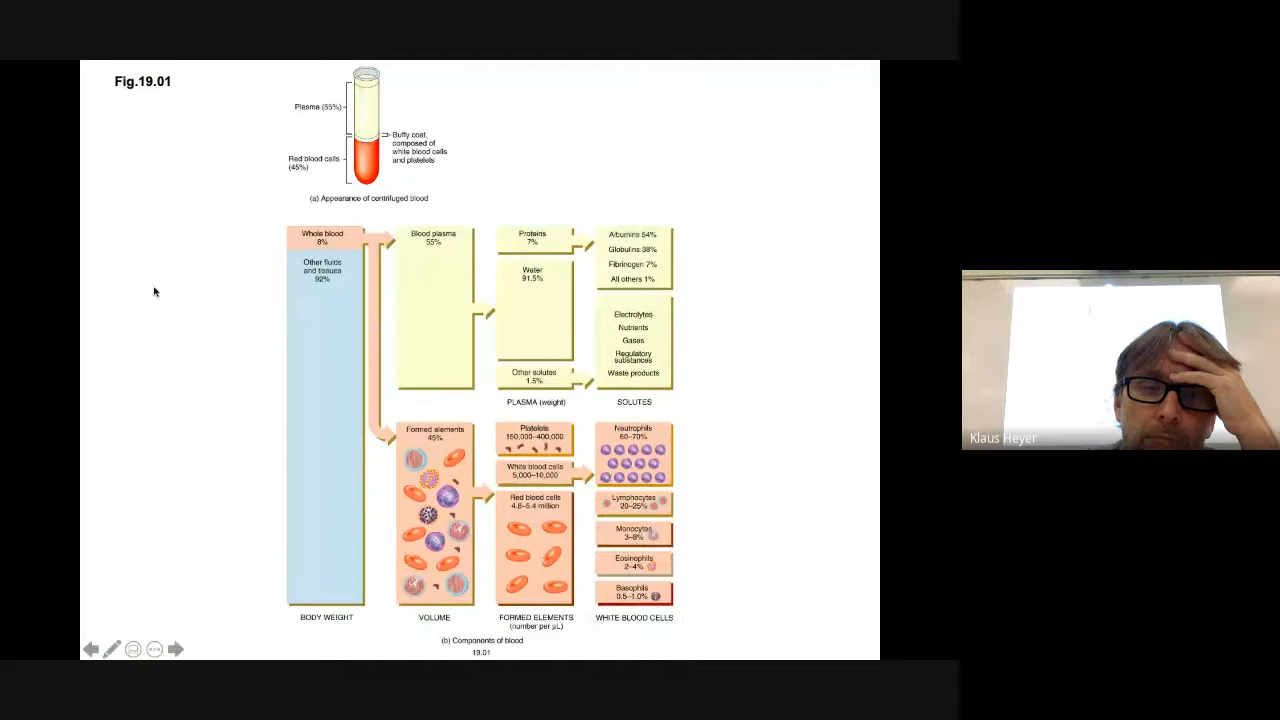 Fig.19.01
Plasma (55%)
Buffy coat,
composed of
white blood cells
and platelets
Red blood cells
(45%)
(a) Appearance of centrifuged blood
Whole blood
8%
Other fluids
and tissues
92%
BODY WEIGHT
Blood plasma
55%
Formed elements
45%
VOLUME
Proteins
7%
Water
91.5%
Other solutes
1.5%
PLASMA (weight)
Albumins 54%
Globulins 38%
Fibrinogen 7%
All others 1%
Electrolytes
Nutrients
Gases
Regulatory
substances
Waste products
SOLUTES
Platelets
150,000–400,000
White blood cells
5,000–10,000
Red blood cells
4.8–5.4 million
FORMED ELEMENTS
(number per µL)
Neutrophils
60–70%
Lymphocytes
20–25%
Monocytes
3–8%
Eosinophils
2–4%
Basophils
0.5–1.0%
WHITE BLOOD CELLS
(b) Components of blood
19.01
Klaus Heyer